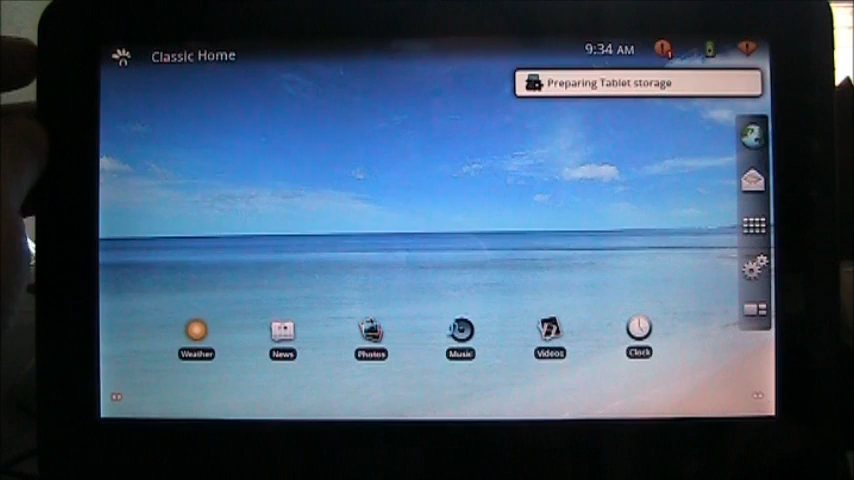 Classic Home
9:34 AM
Preparing Tablet storage
Weather
News
Photos
Music
Videos
Clock